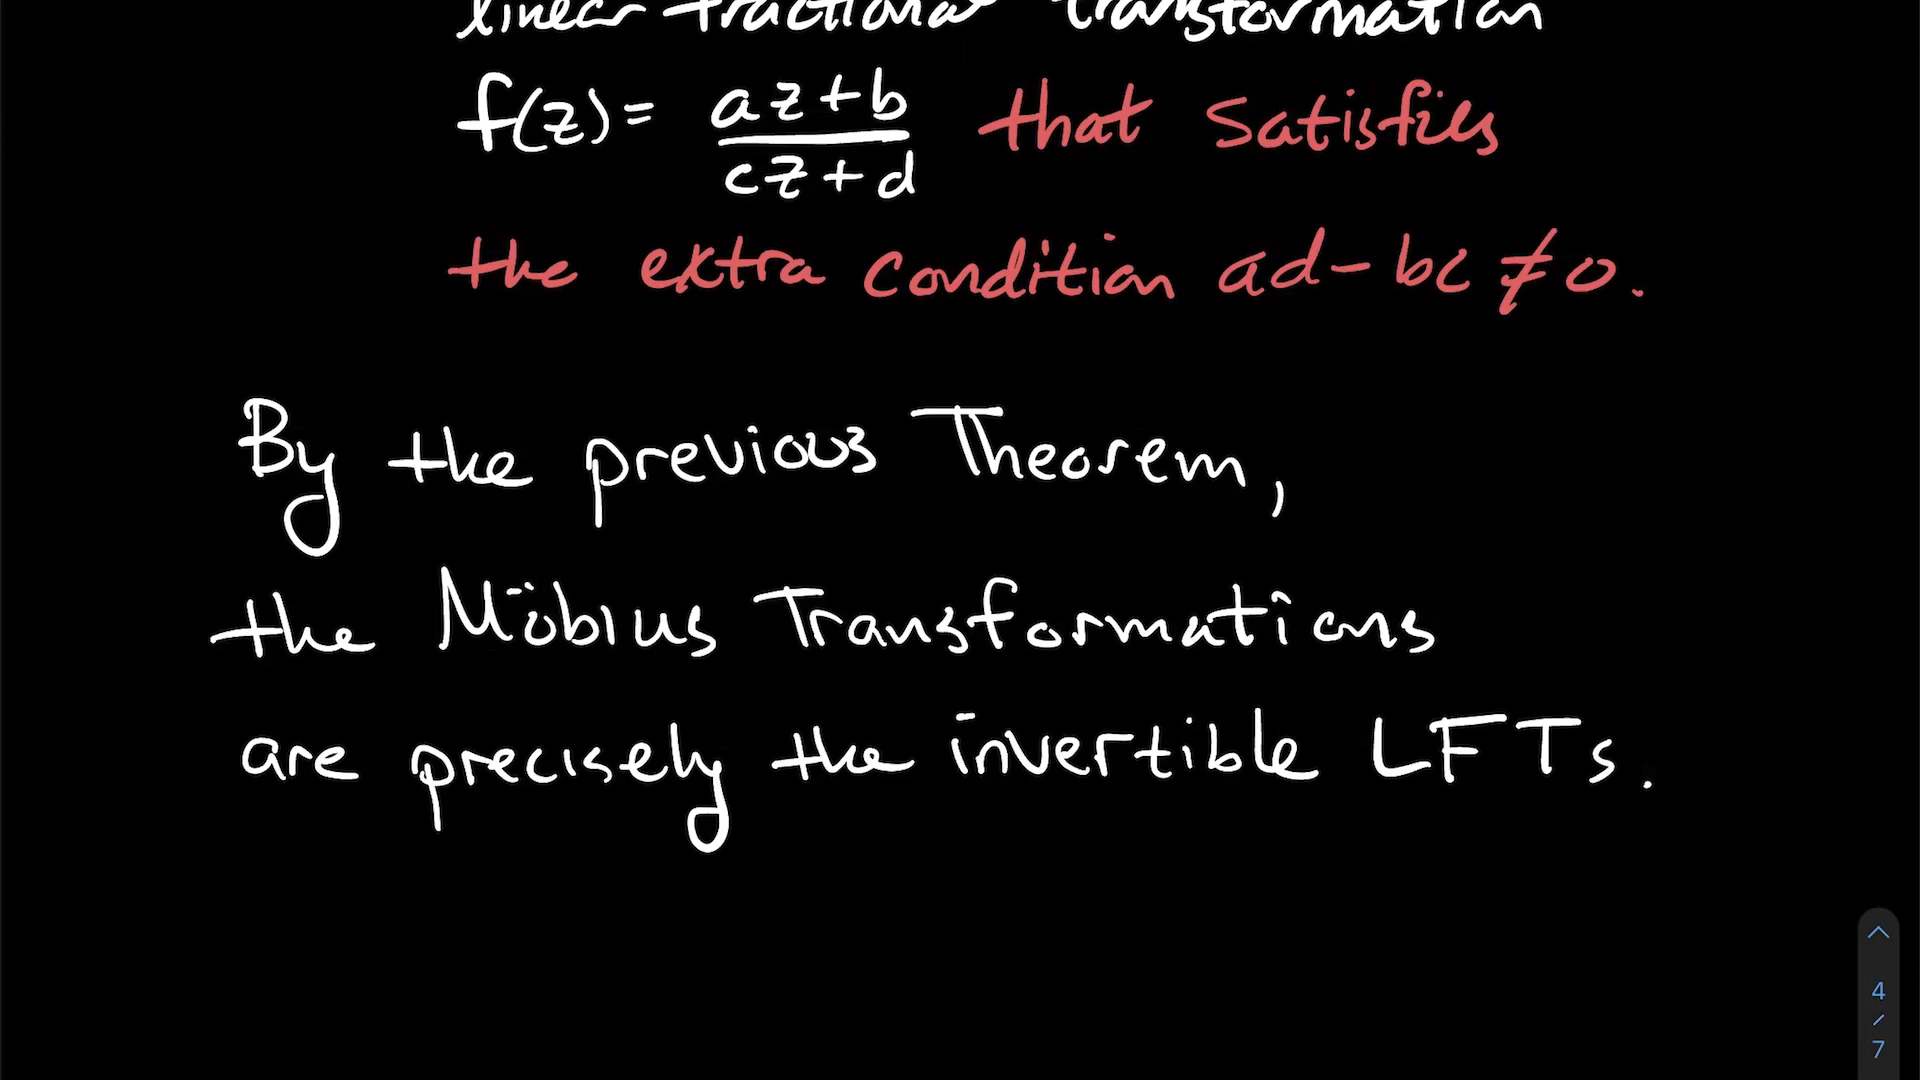 linear fractional transformation
f(z) = az+b / cz+d that satisfies
the extra condition ad-bc ≠ 0.
By the previous Theorem,
the Möbius Transformations
are precisely the invertible LFTs.
4
/
7